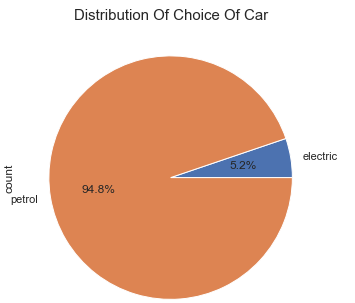 Distribution Of Choice Of Car
electric
5.2%
count
94.8%
petrol